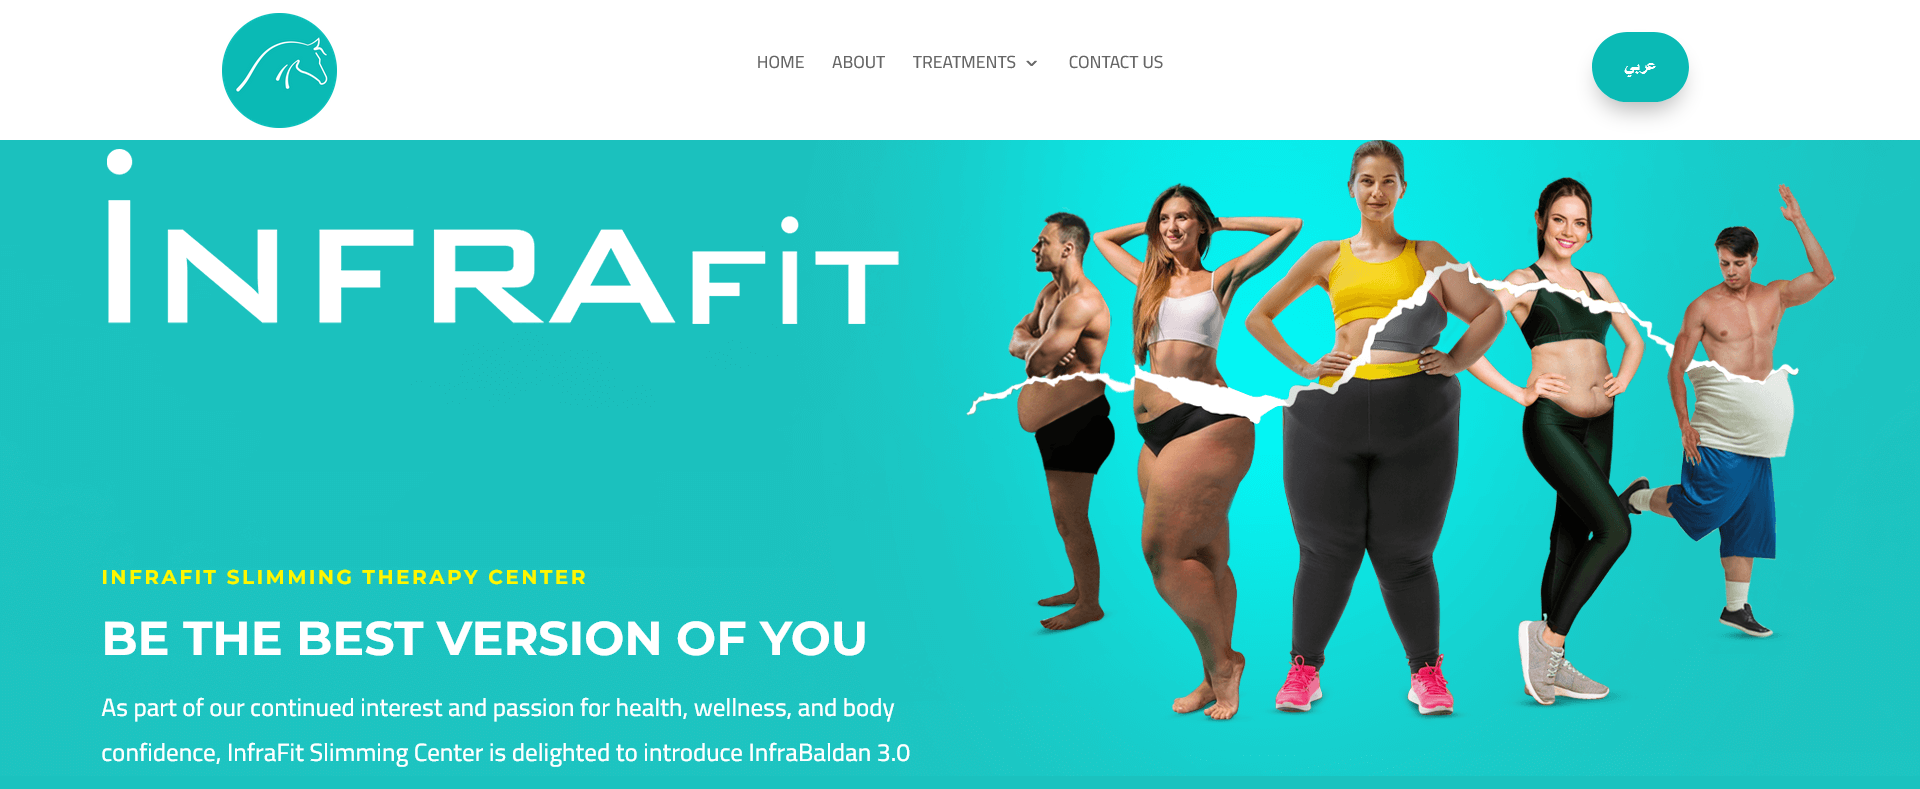 HOME
ABOUT
TREATMENTS
CONTACT US
عربي
INFRAFIT
INFRAFIT SLIMMING THERAPY CENTER
BE THE BEST VERSION OF YOU
As part of our continued interest and passion for health, wellness, and body
confidence, InfraFit Slimming Center is delighted to introduce InfraBaldan 3.0